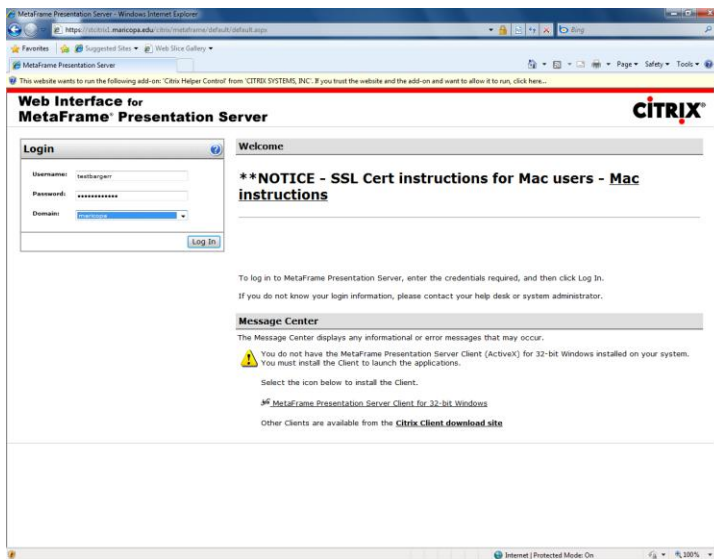 MetaFrame Presentation Server - Windows Internet Explorer
https://stcitrix1.maricopa.edu/citrix/metaframe/default/default.aspx
Bing
Favorites Suggested Sites Web Slice Gallery
MetaFrame Presentation Server
Page Safety Tools
This website wants to run the following add-on: 'Citrix Helper Control' from 'CITRIX SYSTEMS, INC'. If you trust the website and the add-on and want to allow it to run, click here...
Web Interface for
MetaFrame® Presentation Server
CITRIX®
Login
Username: testbargerr
Password: ************
Domain: maricopa
Log In
Welcome
**NOTICE - SSL Cert instructions for Mac users - Mac
instructions
To log in to MetaFrame Presentation Server, enter the credentials required, and then click Log In.
If you do not know your login information, please contact your help desk or system administrator.
Message Center
The Message Center displays any informational or error messages that may occur.
You do not have the MetaFrame Presentation Server Client (ActiveX) for 32-bit Windows installed on your system.
You must install the Client to launch the applications.
Select the icon below to install the Client.
MetaFrame Presentation Server Client for 32-bit Windows
Other Clients are available from the Citrix Client download site
Internet | Protected Mode: On
100%